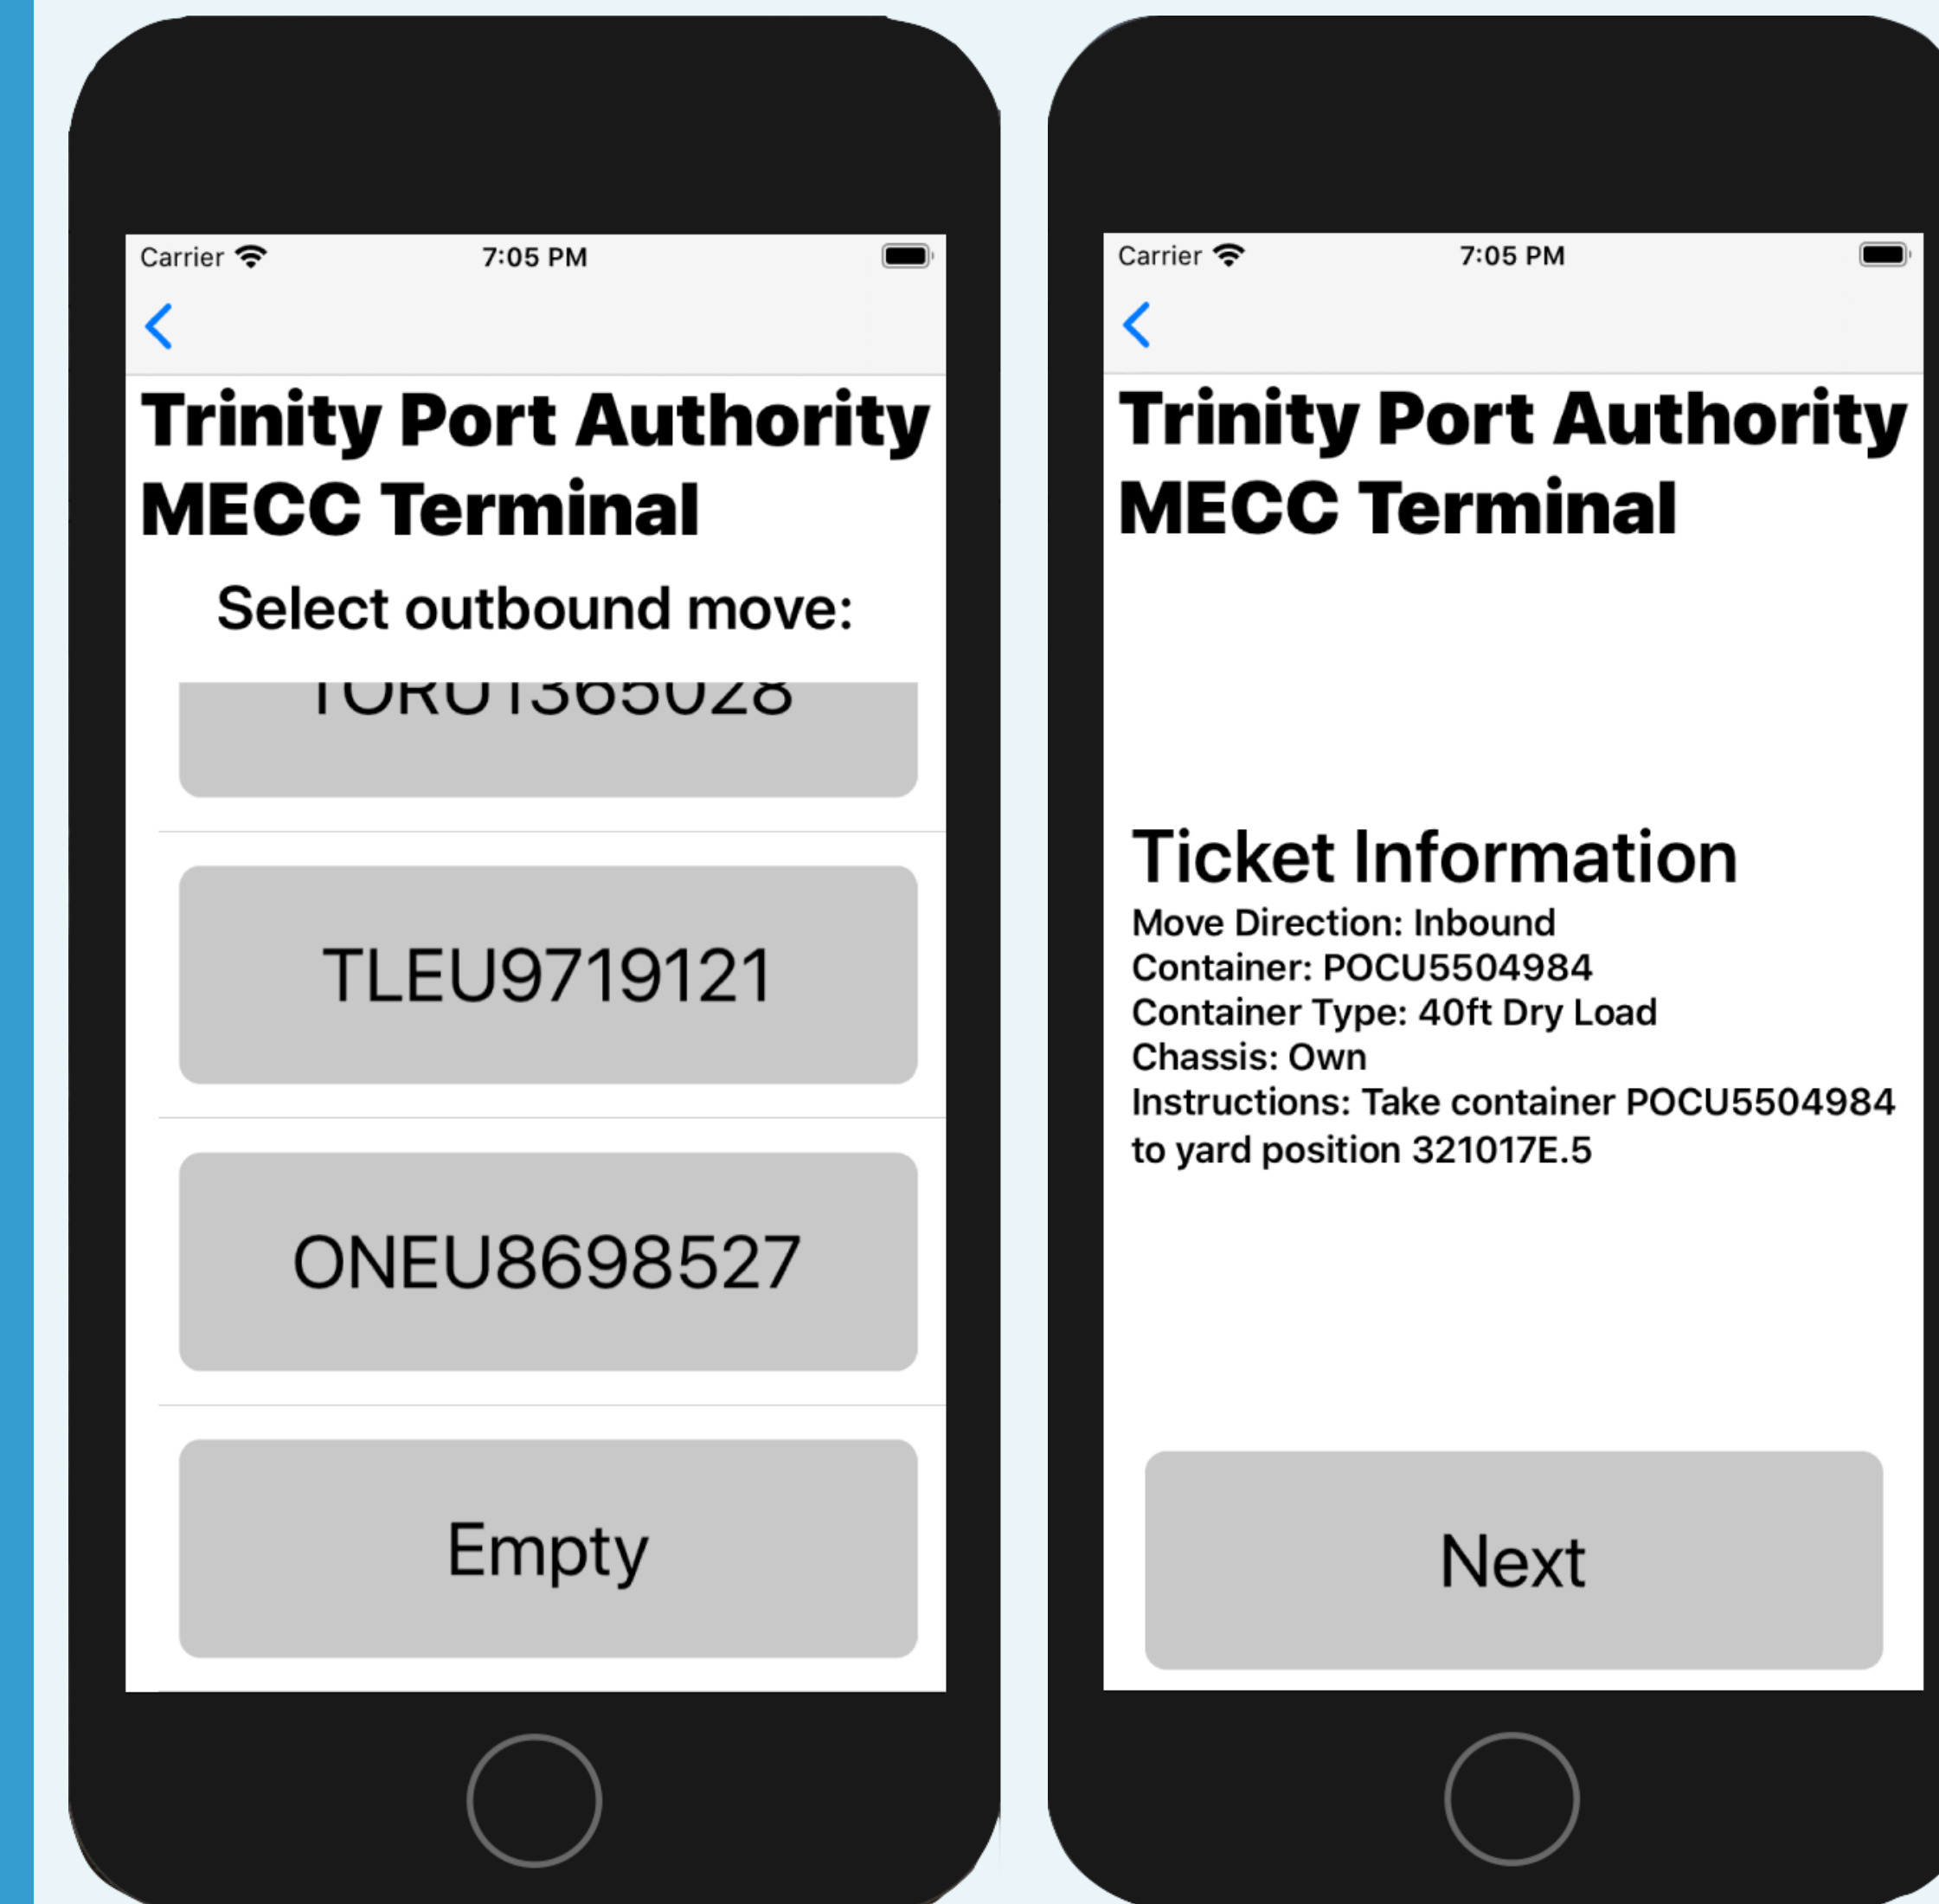 Carrier 7:05 PM
Trinity Port Authority
MECC Terminal
Select outbound move:
TORU1365028
TLEU9719121
ONEU8698527
Empty
Carrier 7:05 PM
Trinity Port Authority
MECC Terminal
Ticket Information
Move Direction: Inbound
Container: POCU5504984
Container Type: 40ft Dry Load
Chassis: Own
Instructions: Take container POCU5504984
to yard position 321017E.5
Next